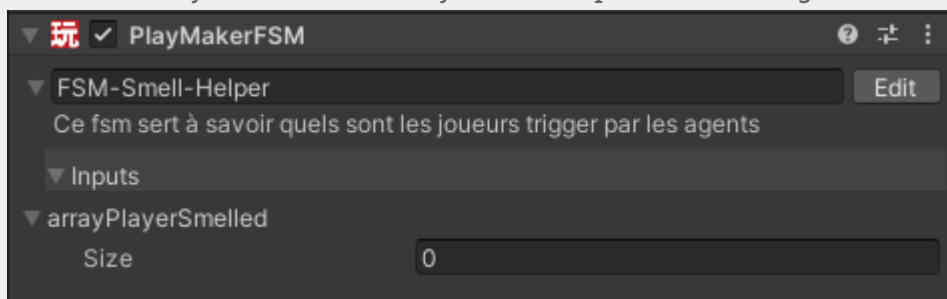 玩 PlayMakerFSM
FSM-Smell-Helper Edit
Ce fsm sert à savoir quels sont les joueurs trigger par les agents
Inputs
arrayPlayerSmelled
Size 0